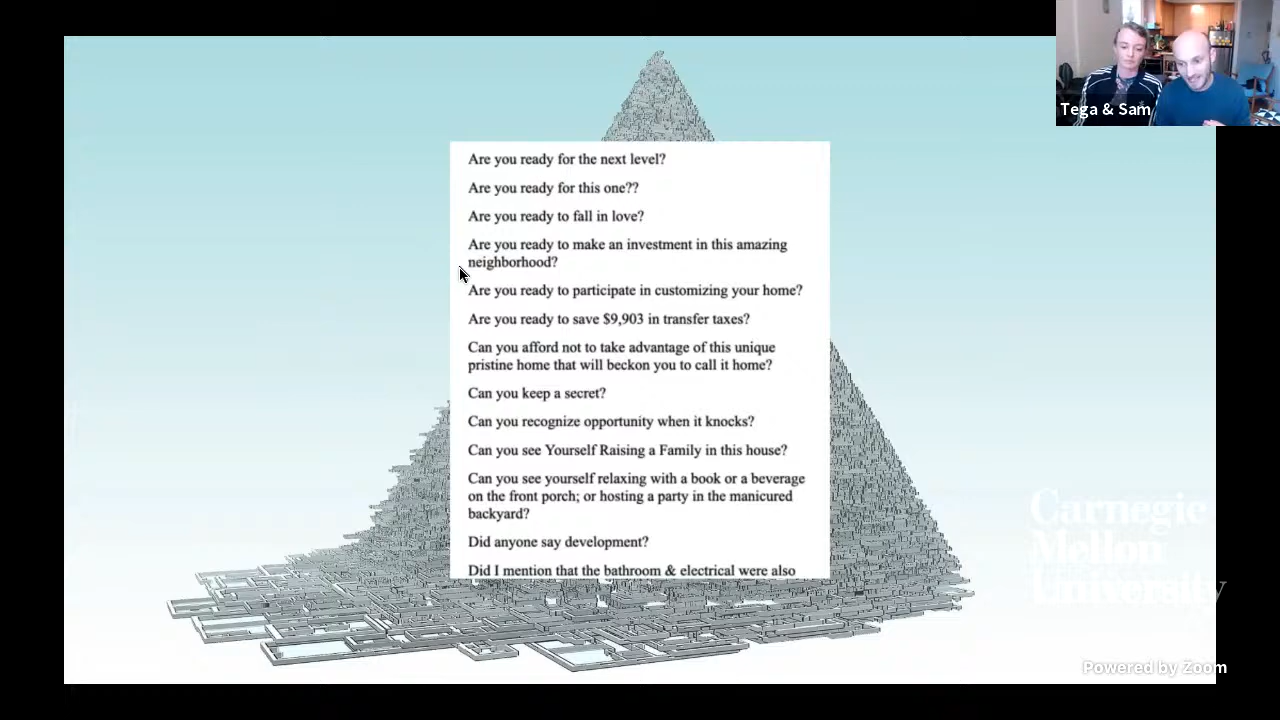 Tega & Sam
Are you ready for the next level?
Are you ready for this one??
Are you ready to fall in love?
Are you ready to make an investment in this amazing
neighborhood?
Are you ready to participate in customizing your home?
Are you ready to save $9,903 in transfer taxes?
Can you afford not to take advantage of this unique
pristine home that will beckon you to call it home?
Can you keep a secret?
Can you recognize opportunity when it knocks?
Can you see Yourself Raising a Family in this house?
Can you see yourself relaxing with a book or a beverage
on the front porch; or hosting a party in the manicured
backyard?
Did anyone say development?
Did I mention that the bathroom & electrical were also
Carnegie
Mellon
University
Powered by Zoom